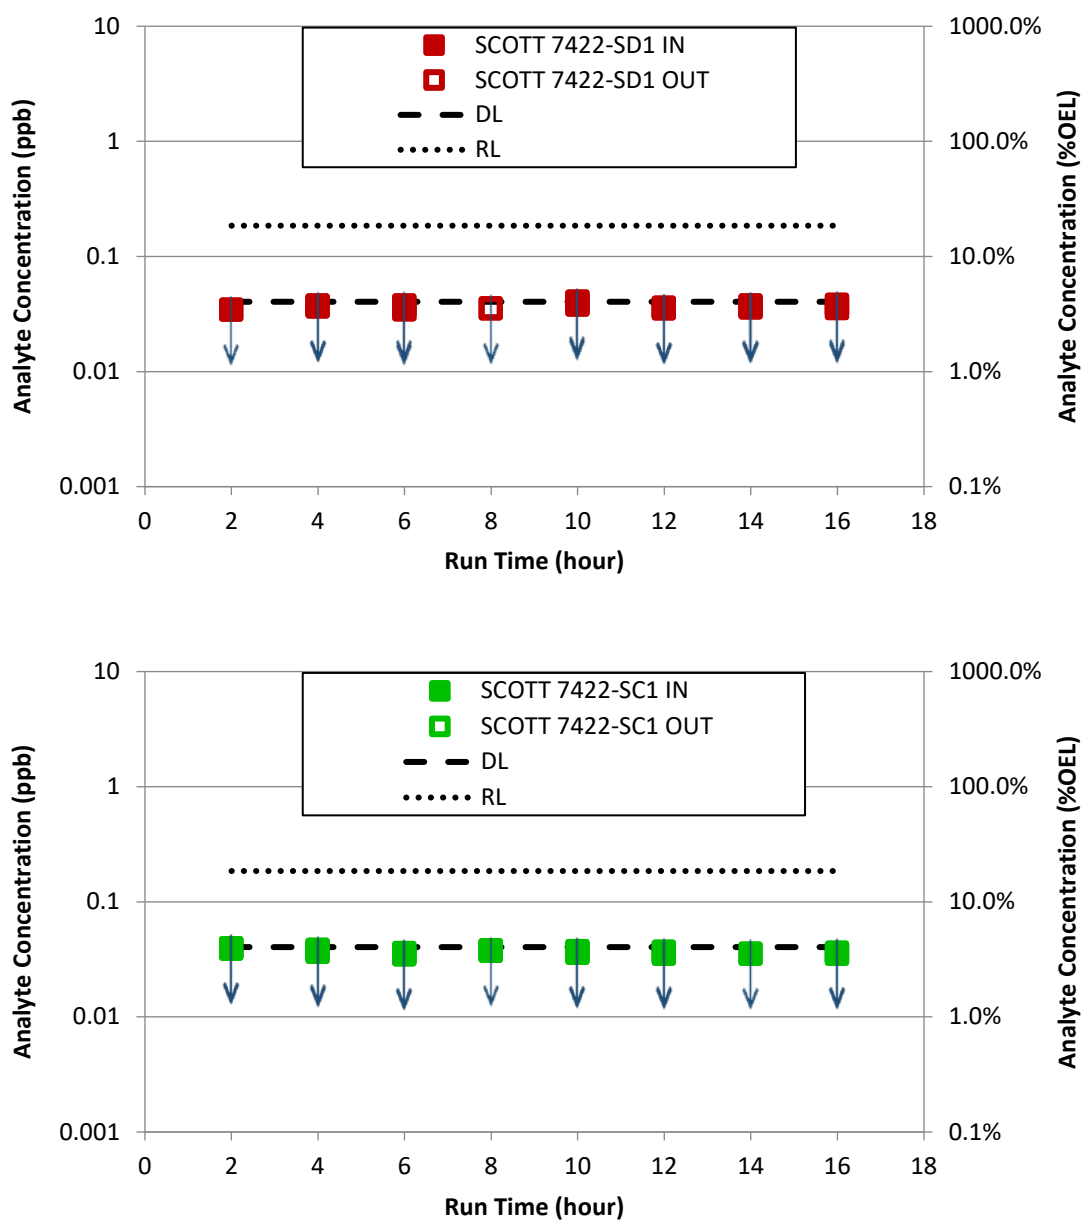 SCOTT 7422-SD1 IN
SCOTT 7422-SD1 OUT
DL
RL
Analyte Concentration (ppb)
10
1
0.1
0.01
0.001
Analyte Concentration (%OEL)
1000.0%
100.0%
10.0%
1.0%
0.1%
0 2 4 6 8 10 12 14 16 18
Run Time (hour)
SCOTT 7422-SC1 IN
SCOTT 7422-SC1 OUT
DL
RL
Analyte Concentration (ppb)
10
1
0.1
0.01
0.001
Analyte Concentration (%OEL)
1000.0%
100.0%
10.0%
1.0%
0.1%
0 2 4 6 8 10 12 14 16 18
Run Time (hour)